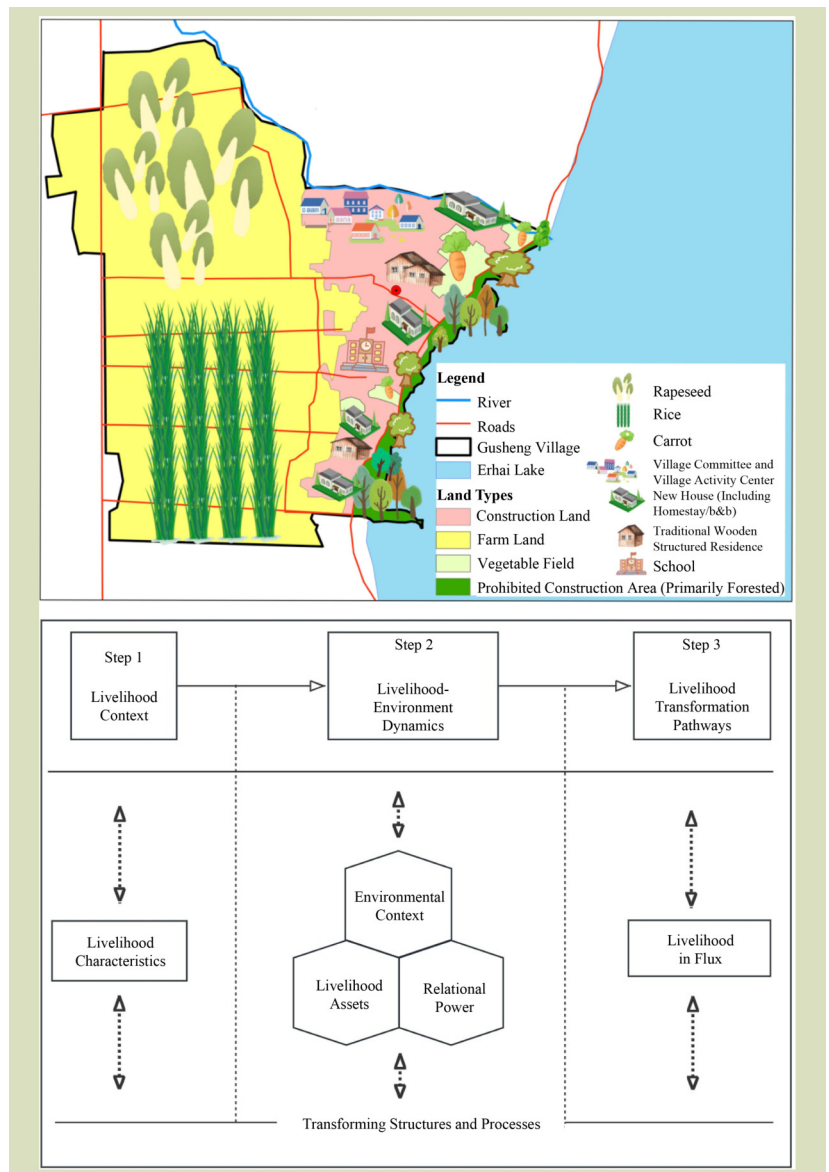 Legend
River
Roads
Gusheng Village
Erhai Lake
Land Types
Construction Land
Farm Land
Vegetable Field
Prohibited Construction Area (Primarily Forested)
Rapeseed
Rice
Carrot
Village Committee and
Village Activity Center
New House (Including
Homestay/b&b)
Traditional Wooden
Structured Residence
School
Step 1
Livelihood
Context
Step 2
Livelihood-
Environment
Dynamics
Step 3
Livelihood
Transformation
Pathways
Livelihood
Characteristics
Environmental
Context
Livelihood
Assets
Relational
Power
Livelihood
in Flux
Transforming Structures and Processes